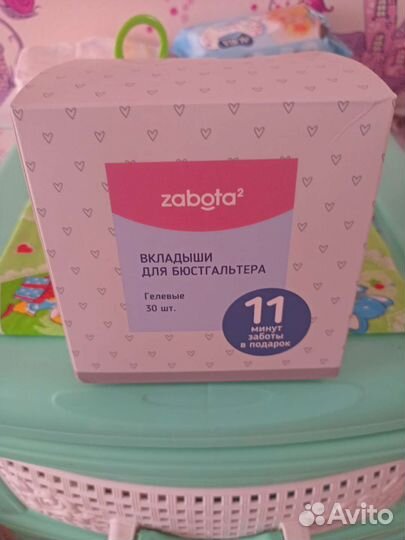 zabota²
ВКЛАДЫШИ
ДЛЯ БЮСТГАЛЬТЕРА
Гелевые
30 шт.
11
минут
заботы
в подарок
Avito